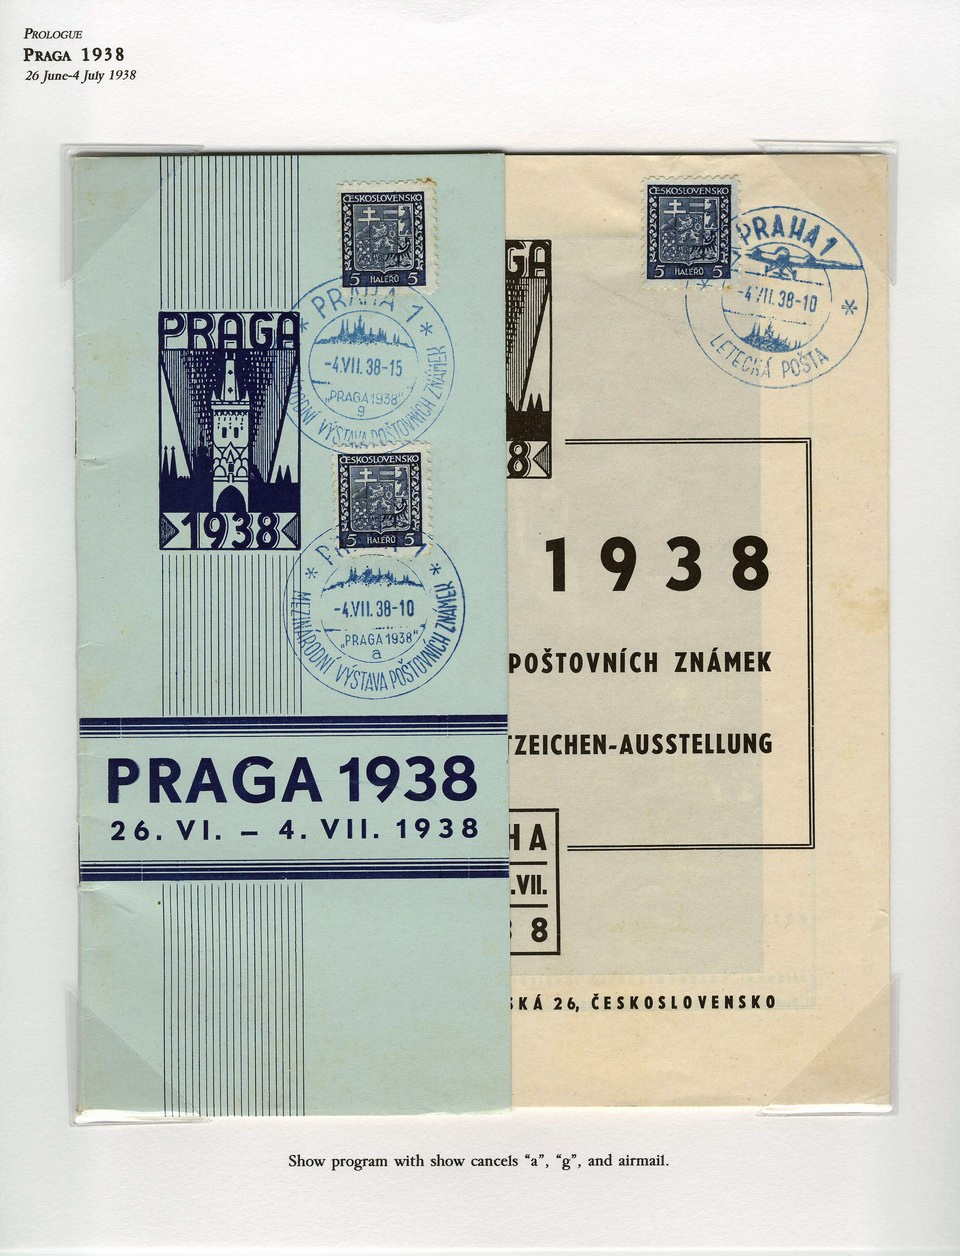 PROLOGUE
PRAGA 1938
26 June-4 July 1938
ČESKOSLOVENSKO
5 HALÉŘŮ 5
PRAHA 1
-4.VII.38-15
„PRAGA 1938"
g
VÝSTAVA POŠTOVNÍCH ZNÁMEK
PRAGA
1938
ČESKOSLOVENSKO
5 HALÉŘŮ 5
-4.VII.38-10
„PRAGA 1938"
a
MEZINÁRODNÍ VÝSTAVA POŠTOVNÍCH ZNÁMEK
PRAGA 1938
26. VI. – 4. VII. 1938
ČESKOSLOVENSKO
5 HALÉŘŮ 5
PRAHA 1
-4.VII.38-10
LETECKÁ POŠTA
GA
8
1938
POŠTOVNÍCH ZNÁMEK
TZEICHEN-AUSSTELLUNG
HA
.VII.
8
SKÁ 26, ČESKOSLOVENSKO
Show program with show cancels "a", "g", and airmail.